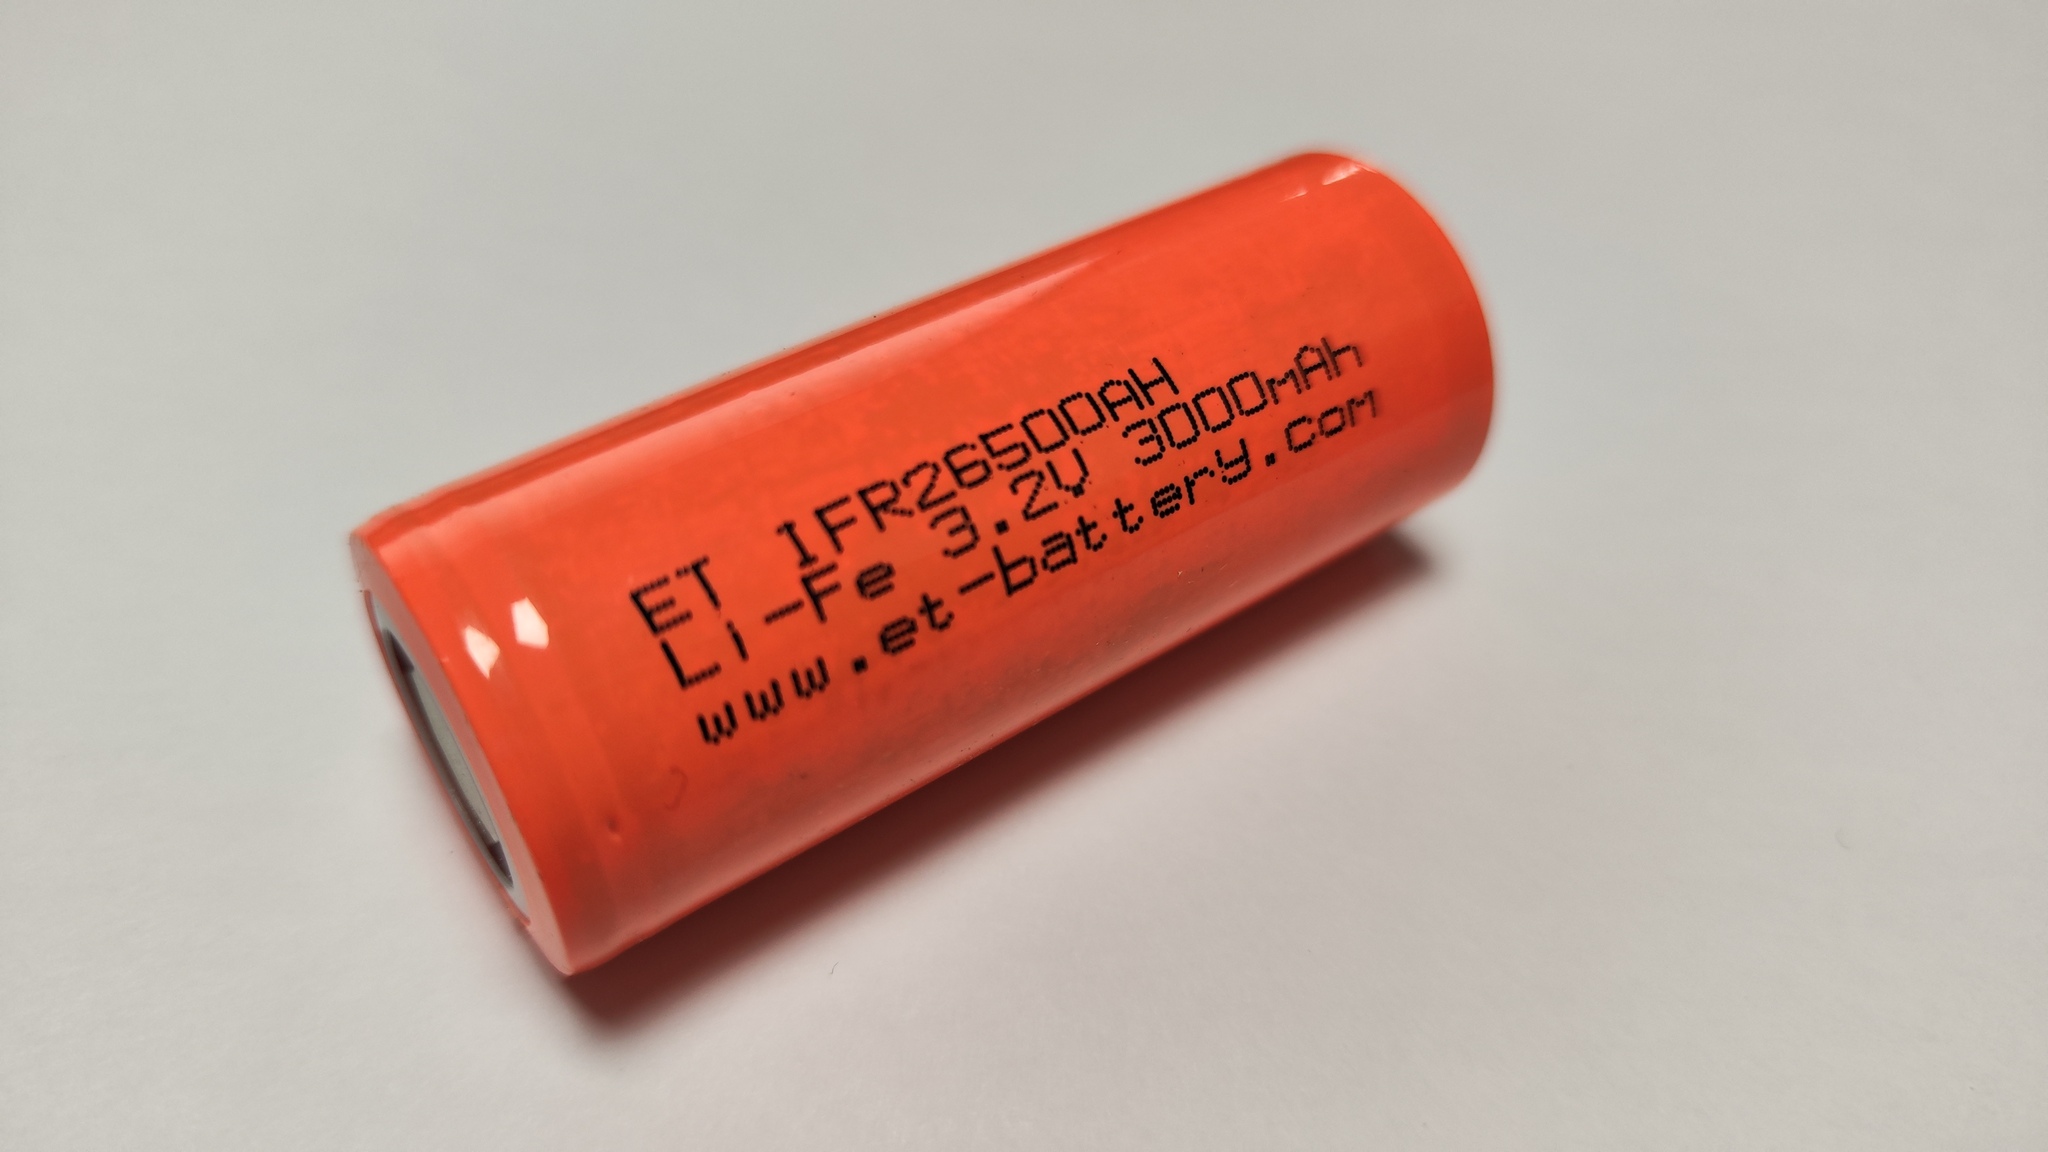 ET IFR26500AH
Li-Fe 3.2V 3000mAh
www.et-battery.com